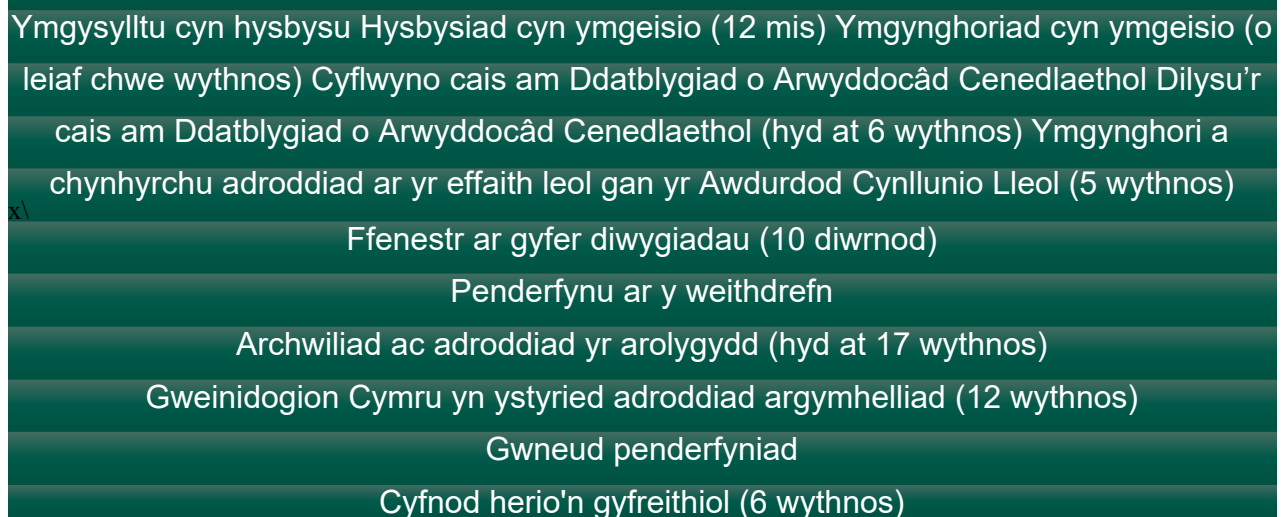 Ymgysylltu cyn hysbysu Hysbysiad cyn ymgeisio (12 mis) Ymgynghoriad cyn ymgeisio (o
leiaf chwe wythnos) Cyflwyno cais am Ddatblygiad o Arwyddocâd Cenedlaethol Dilysu’r
cais am Ddatblygiad o Arwyddocâd Cenedlaethol (hyd at 6 wythnos) Ymgynghori a
chynhyrchu adroddiad ar yr effaith leol gan yr Awdurdod Cynllunio Lleol (5 wythnos)
x\
Ffenestr ar gyfer diwygiadau (10 diwrnod)
Penderfynu ar y weithdrefn
Archwiliad ac adroddiad yr arolygydd (hyd at 17 wythnos)
Gweinidogion Cymru yn ystyried adroddiad argymhelliad (12 wythnos)
Gwneud penderfyniad
Cyfnod herio'n gyfreithiol (6 wythnos)